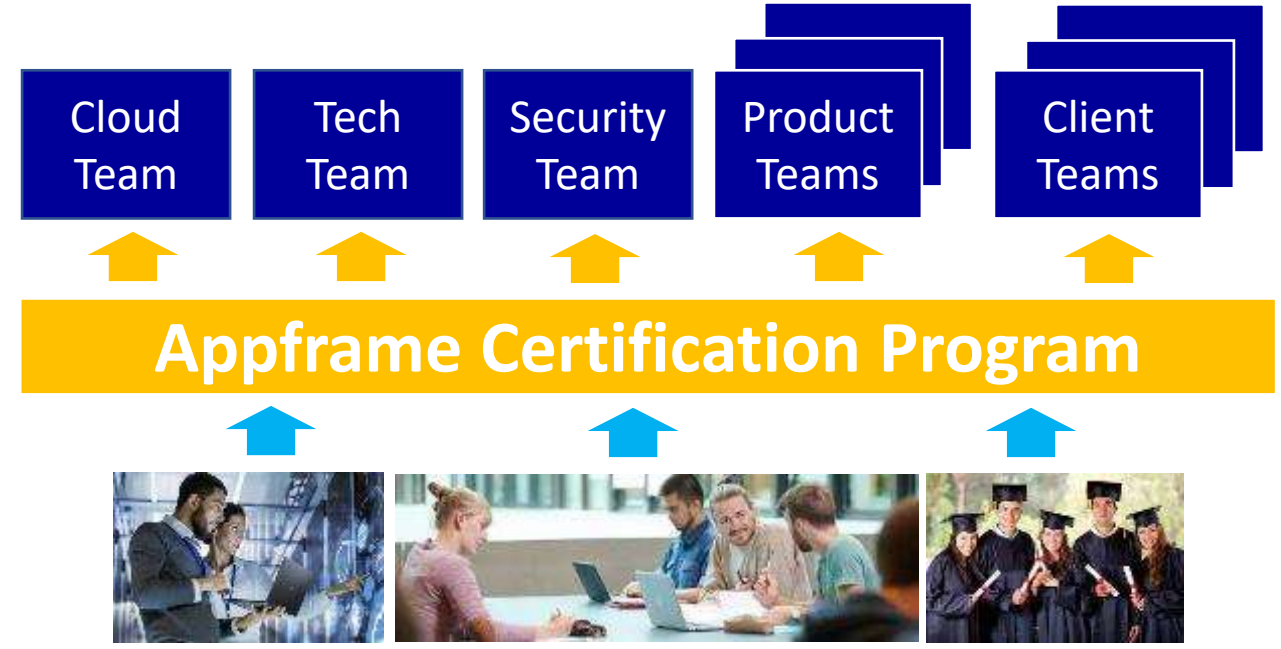 Cloud
Team
Tech
Team
Security
Team
Product
Teams
Client
Teams
Appframe Certification Program